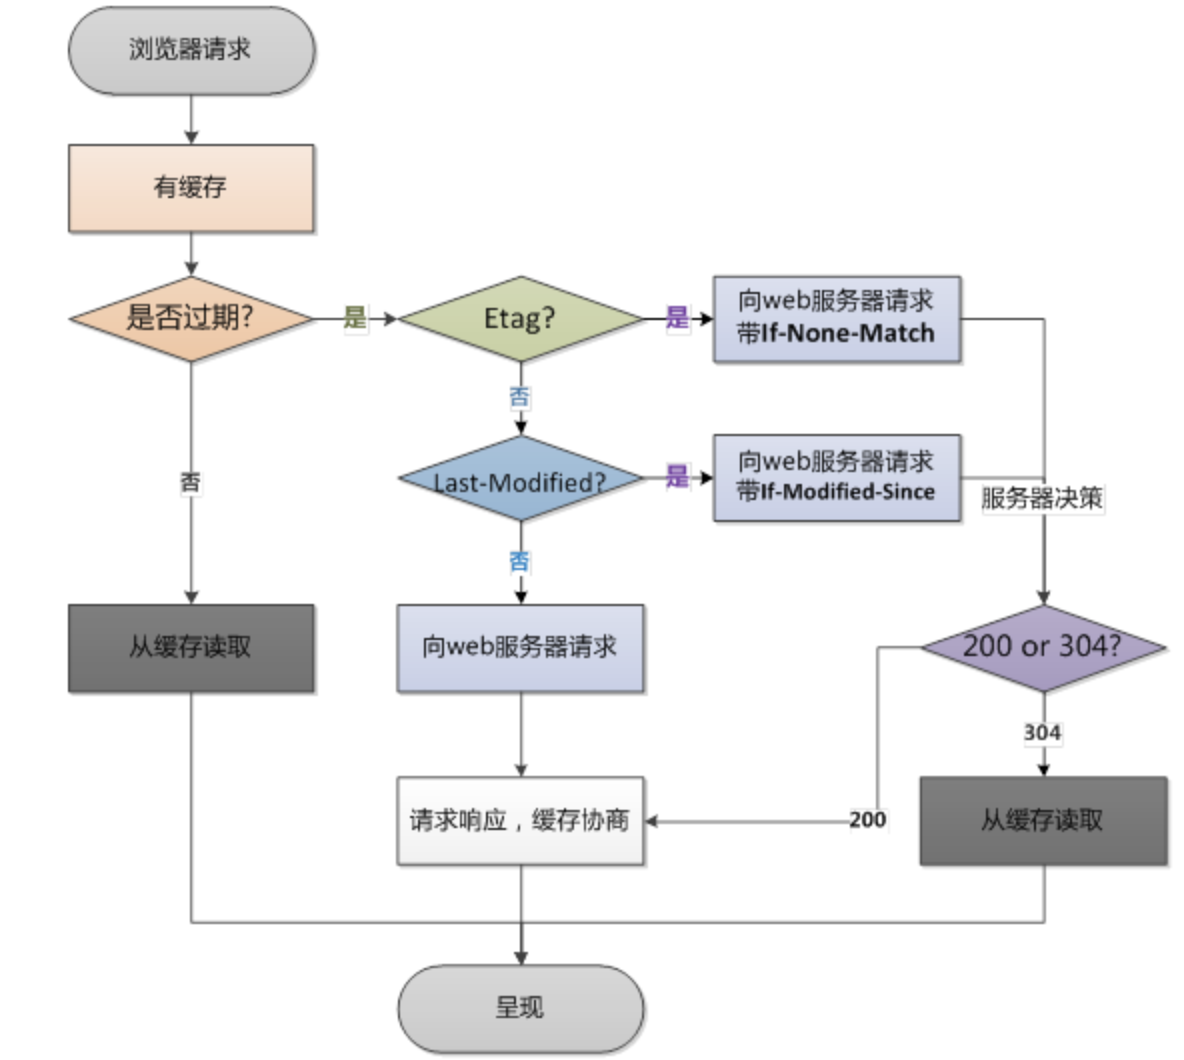 浏览器请求
有缓存
是否过期?
是
Etag?
是
向web服务器请求
带If-None-Match
否
否
Last-Modified?
是
向web服务器请求
带If-Modified-Since
服务器决策
否
从缓存读取
向web服务器请求
200 or 304?
304
请求响应，缓存协商
200
从缓存读取
呈现